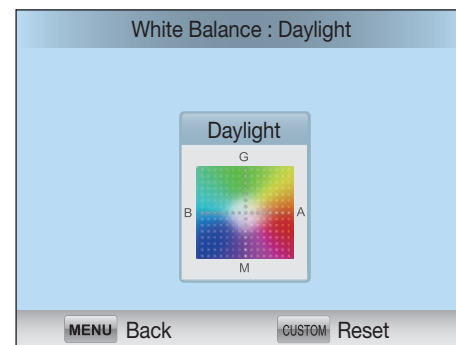 White Balance : Daylight
Daylight
G
B A
M
MENU Back CUSTOM Reset